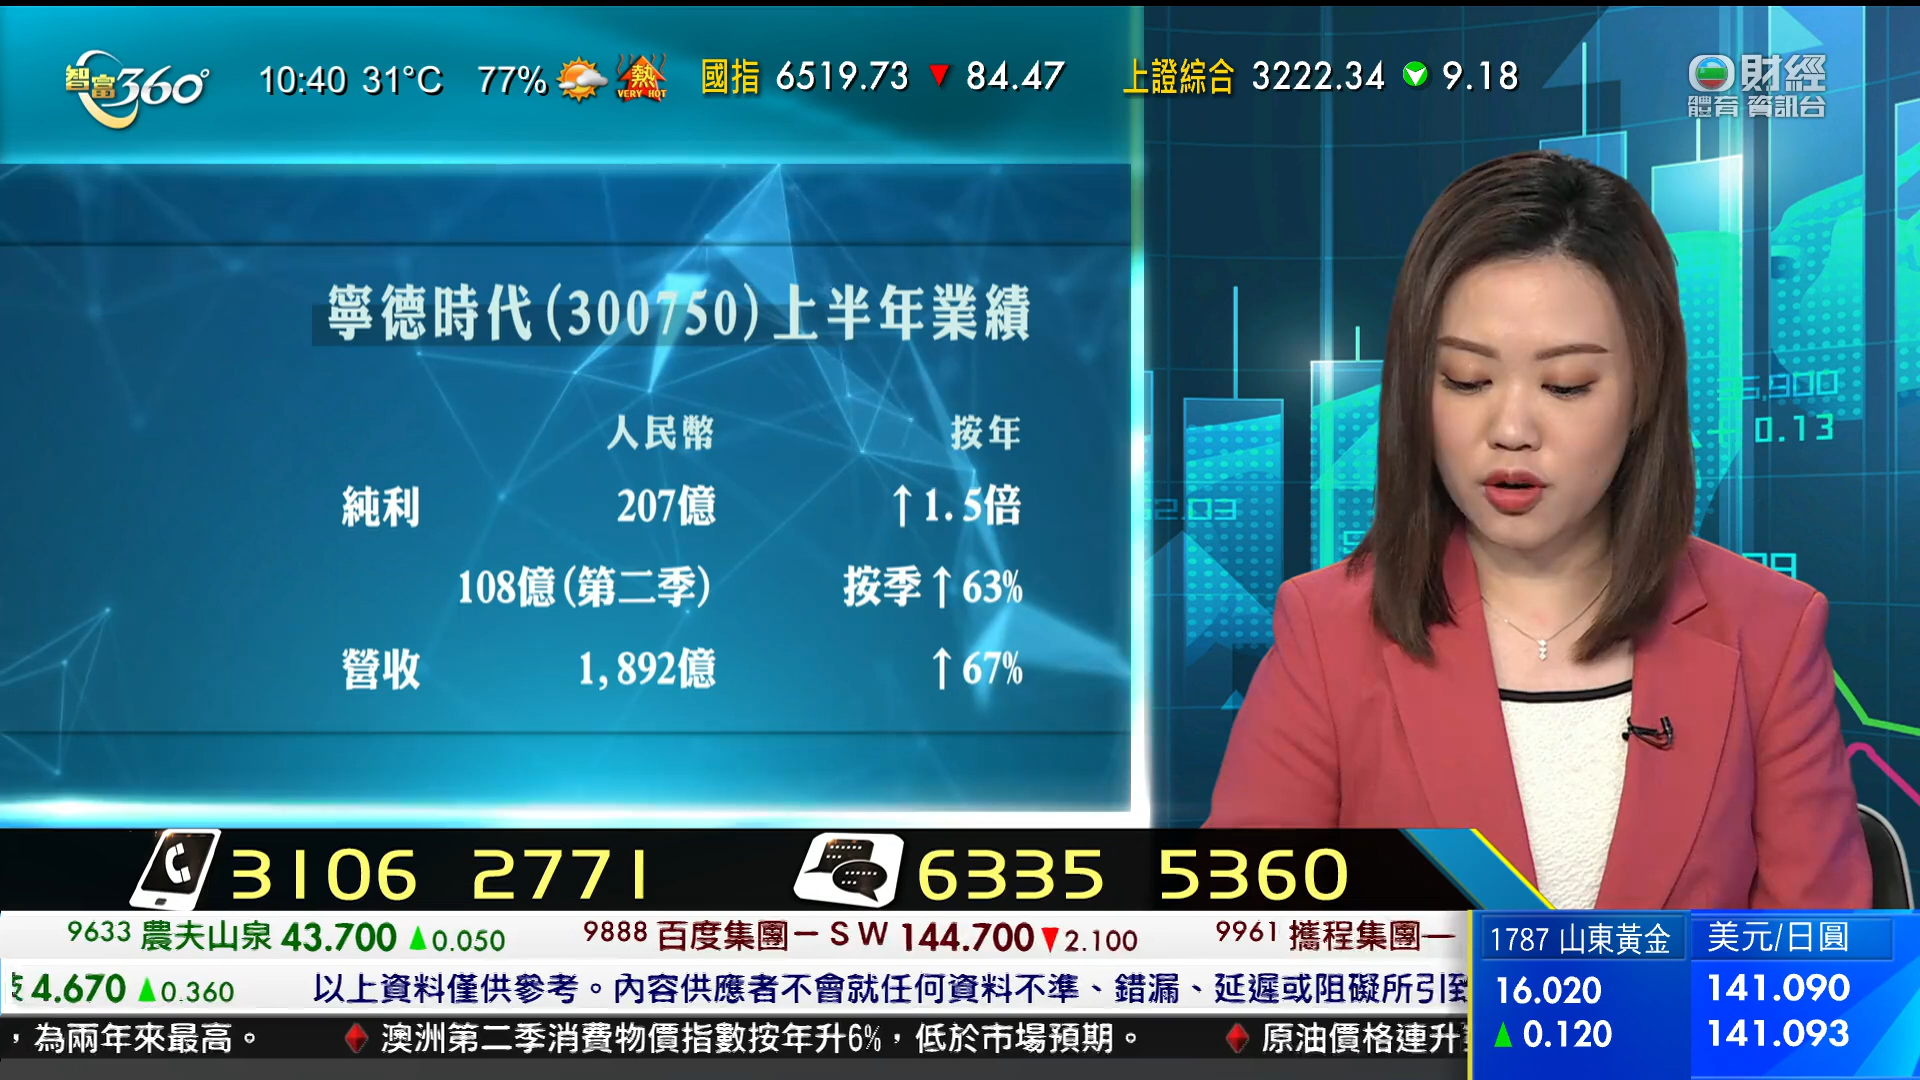 智富360°
10:40 31°C 77% 熱 VERY HOT 國指 6519.73 ▼ 84.47 上證綜合 3222.34 9.18
財經
體育 資訊台
寧德時代(300750)上半年業績
人民幣 按年
純利 207億 ↑1.5倍
108億(第二季) 按季↑63%
營收 1,892億 ↑67%
0.13
3106 2771 6335 5360
9633 農夫山泉 43.700 ▲0.050 9888 百度集團－ＳＷ 144.700 ▼2.100 9961 攜程集團—
4.670 ▲0.360 以上資料僅供參考。內容供應者不會就任何資料不準、錯漏、延遲或阻礙所引致
，為兩年來最高。 ♦ 澳洲第二季消費物價指數按年升6%，低於市場預期。 ♦ 原油價格連升
1787 山東黃金
16.020
▲ 0.120
美元/日圓
141.090
141.093